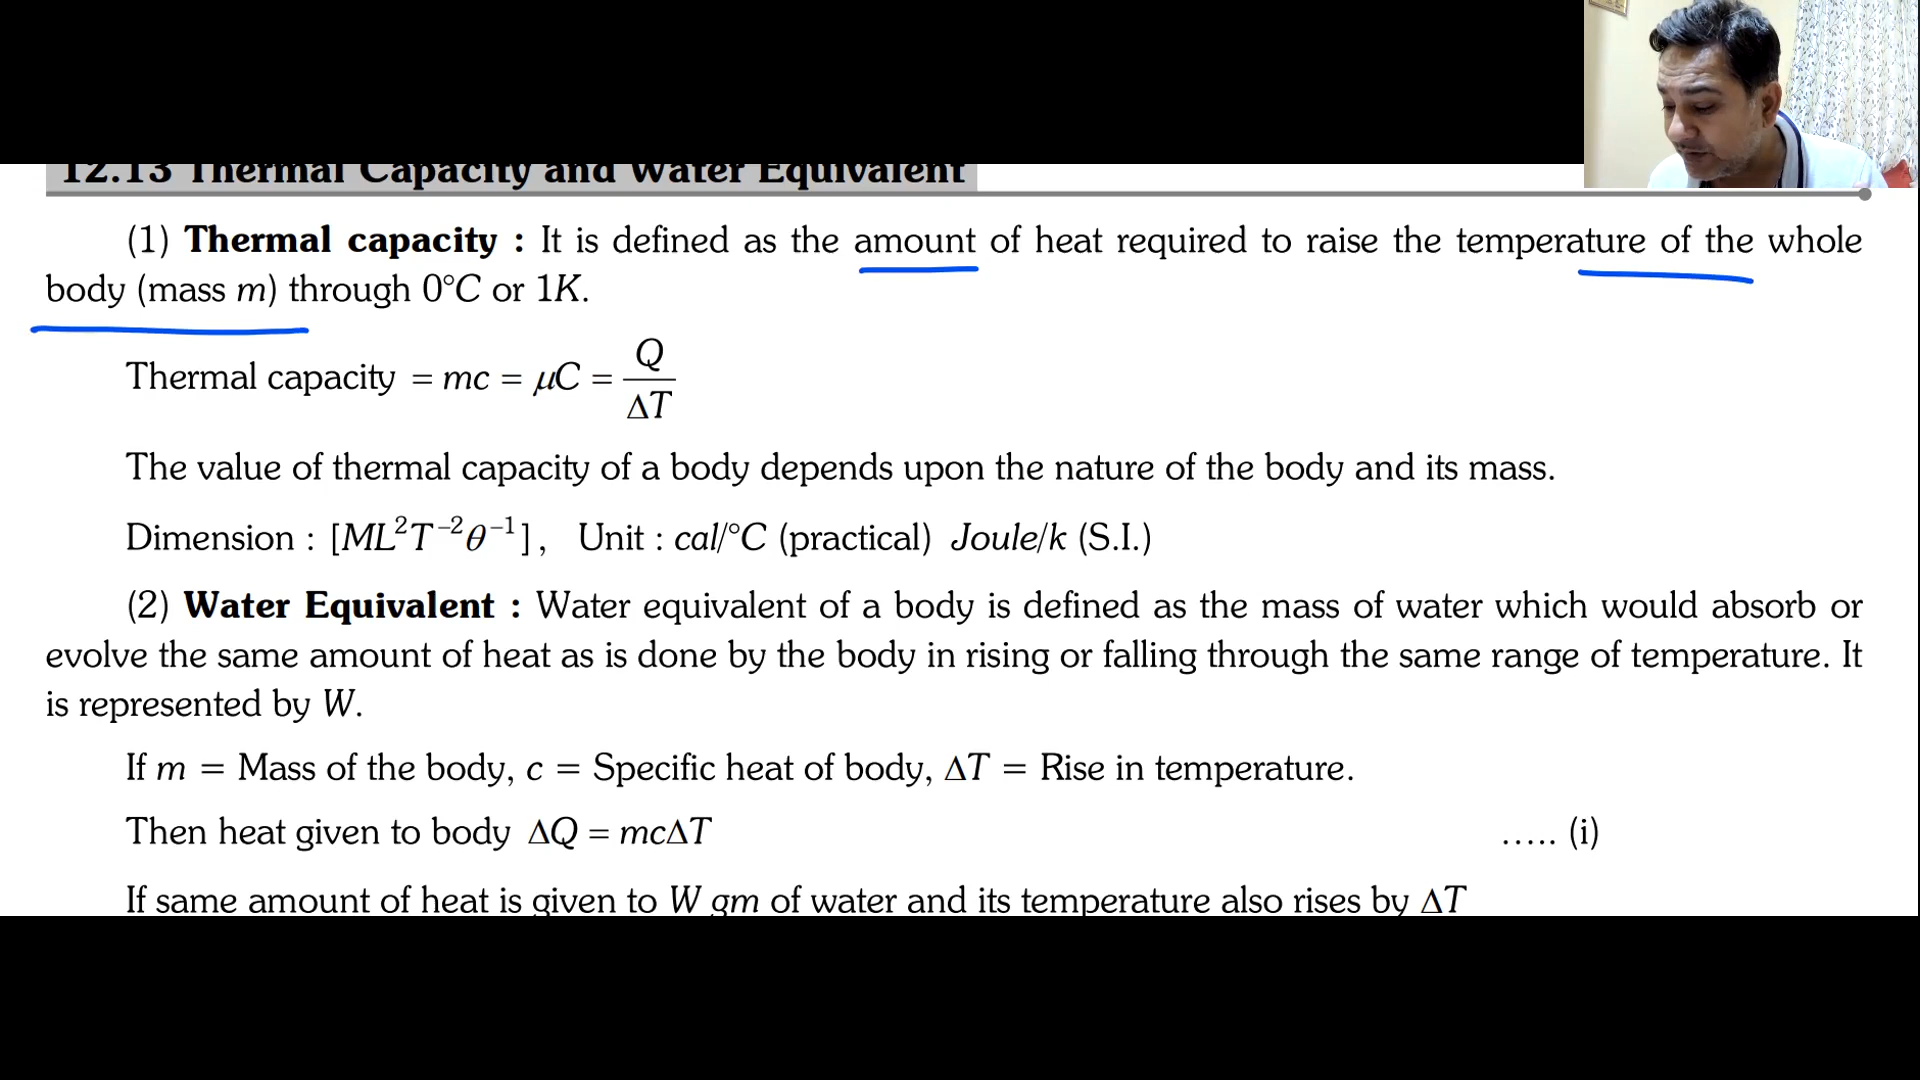 12.13 Thermal Capacity and Water Equivalent
(1) Thermal capacity : It is defined as the amount of heat required to raise the temperature of the whole
body (mass m) through 0°C or 1K.
Thermal capacity = mc = μC = Q/ΔT
The value of thermal capacity of a body depends upon the nature of the body and its mass.
Dimension : [ML²T⁻²θ⁻¹], Unit : cal/°C (practical) Joule/k (S.I.)
(2) Water Equivalent : Water equivalent of a body is defined as the mass of water which would absorb or
evolve the same amount of heat as is done by the body in rising or falling through the same range of temperature. It
is represented by W.
If m = Mass of the body, c = Specific heat of body, ΔT = Rise in temperature.
Then heat given to body ΔQ = mcΔT ..... (i)
If same amount of heat is given to W gm of water and its temperature also rises by ΔT